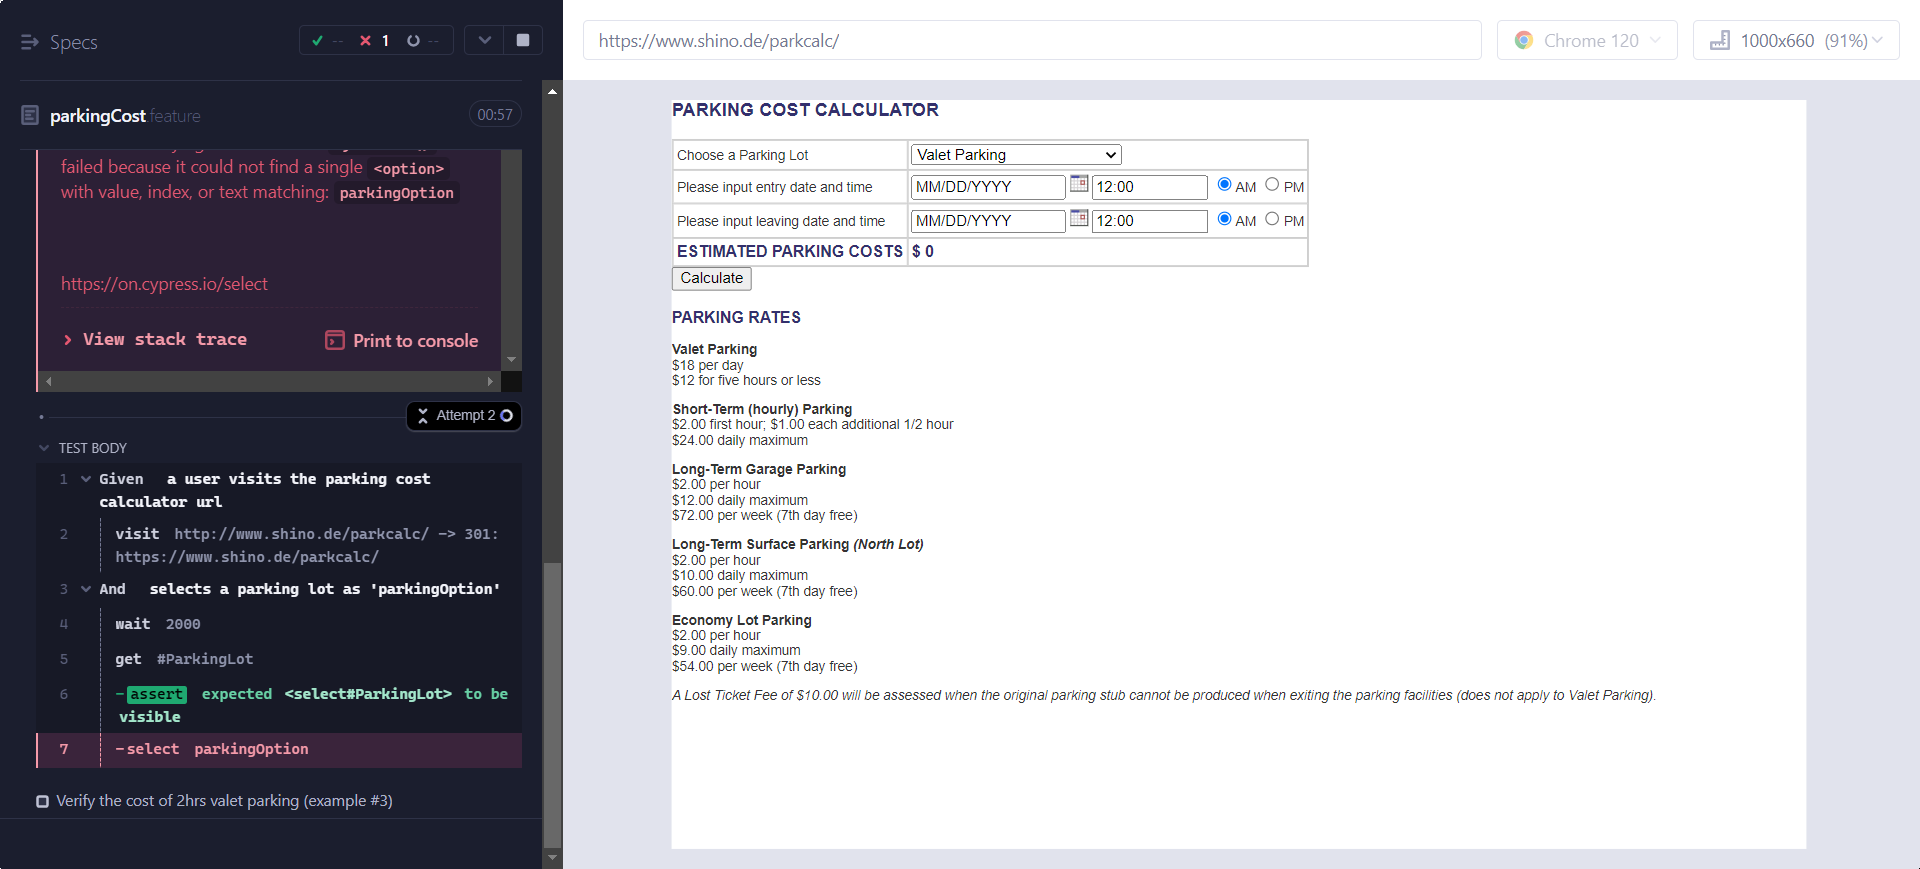 Specs
-- 1 --
parkingCost.feature
00:57
failed because it could not find a single <option>
with value, index, or text matching: parkingOption
https://on.cypress.io/select
View stack trace
Print to console
Attempt 2
TEST BODY
1 Given a user visits the parking cost
calculator url
2 visit http://www.shino.de/parkcalc/ -> 301:
https://www.shino.de/parkcalc/
3 And selects a parking lot as 'parkingOption'
4 wait 2000
5 get #ParkingLot
6 -assert expected <select#ParkingLot> to be
visible
7 -select parkingOption
Verify the cost of 2hrs valet parking (example #3)
https://www.shino.de/parkcalc/
Chrome 120
1000x660 (91%)
PARKING COST CALCULATOR
Choose a Parking Lot Valet Parking
Please input entry date and time MM/DD/YYYY 12:00 AM PM
Please input leaving date and time MM/DD/YYYY 12:00 AM PM
ESTIMATED PARKING COSTS $ 0
Calculate
PARKING RATES
Valet Parking
$18 per day
$12 for five hours or less
Short-Term (hourly) Parking
$2.00 first hour; $1.00 each additional 1/2 hour
$24.00 daily maximum
Long-Term Garage Parking
$2.00 per hour
$12.00 daily maximum
$72.00 per week (7th day free)
Long-Term Surface Parking (North Lot)
$2.00 per hour
$10.00 daily maximum
$60.00 per week (7th day free)
Economy Lot Parking
$2.00 per hour
$9.00 daily maximum
$54.00 per week (7th day free)
A Lost Ticket Fee of $10.00 will be assessed when the original parking stub cannot be produced when exiting the parking facilities (does not apply to Valet Parking).